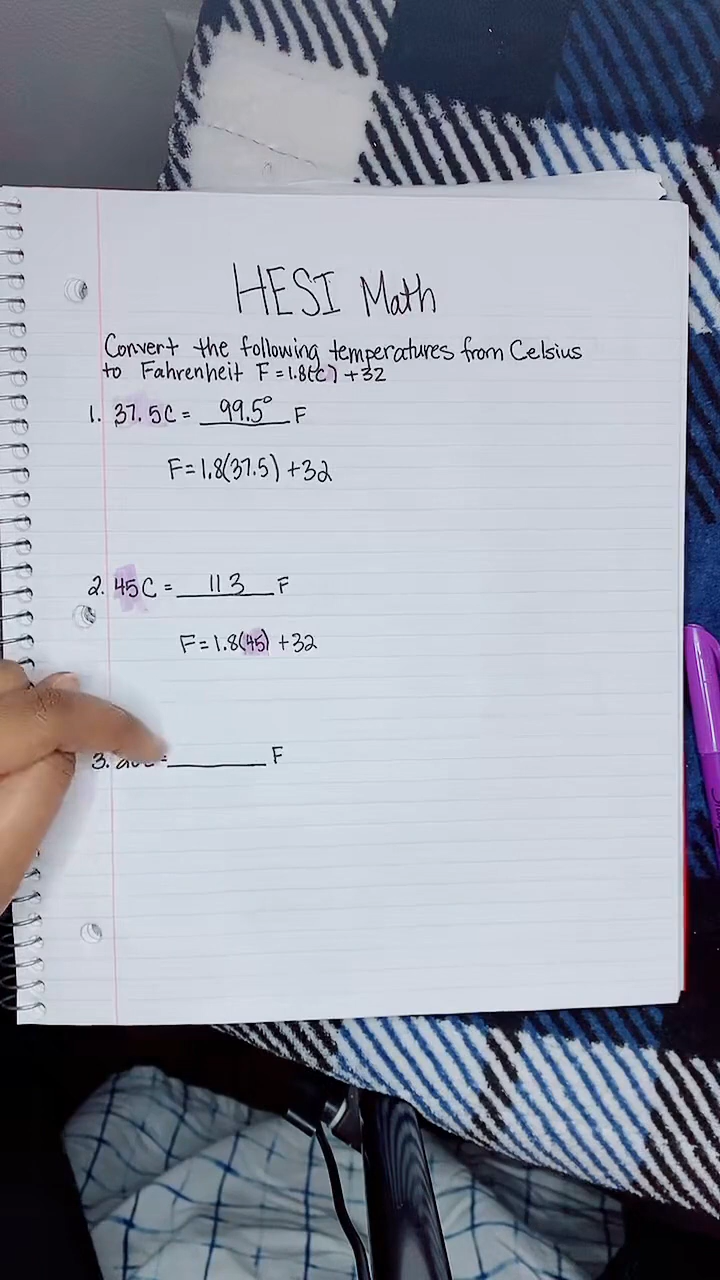 HESI Math
Convert the following temperatures from Celsius
to Fahrenheit F=1.8(C) +32
1. 37.5C = 99.5° F
F=1.8(37.5) +32
2. 45C = 113 F
F=1.8(45) +32
3. = F